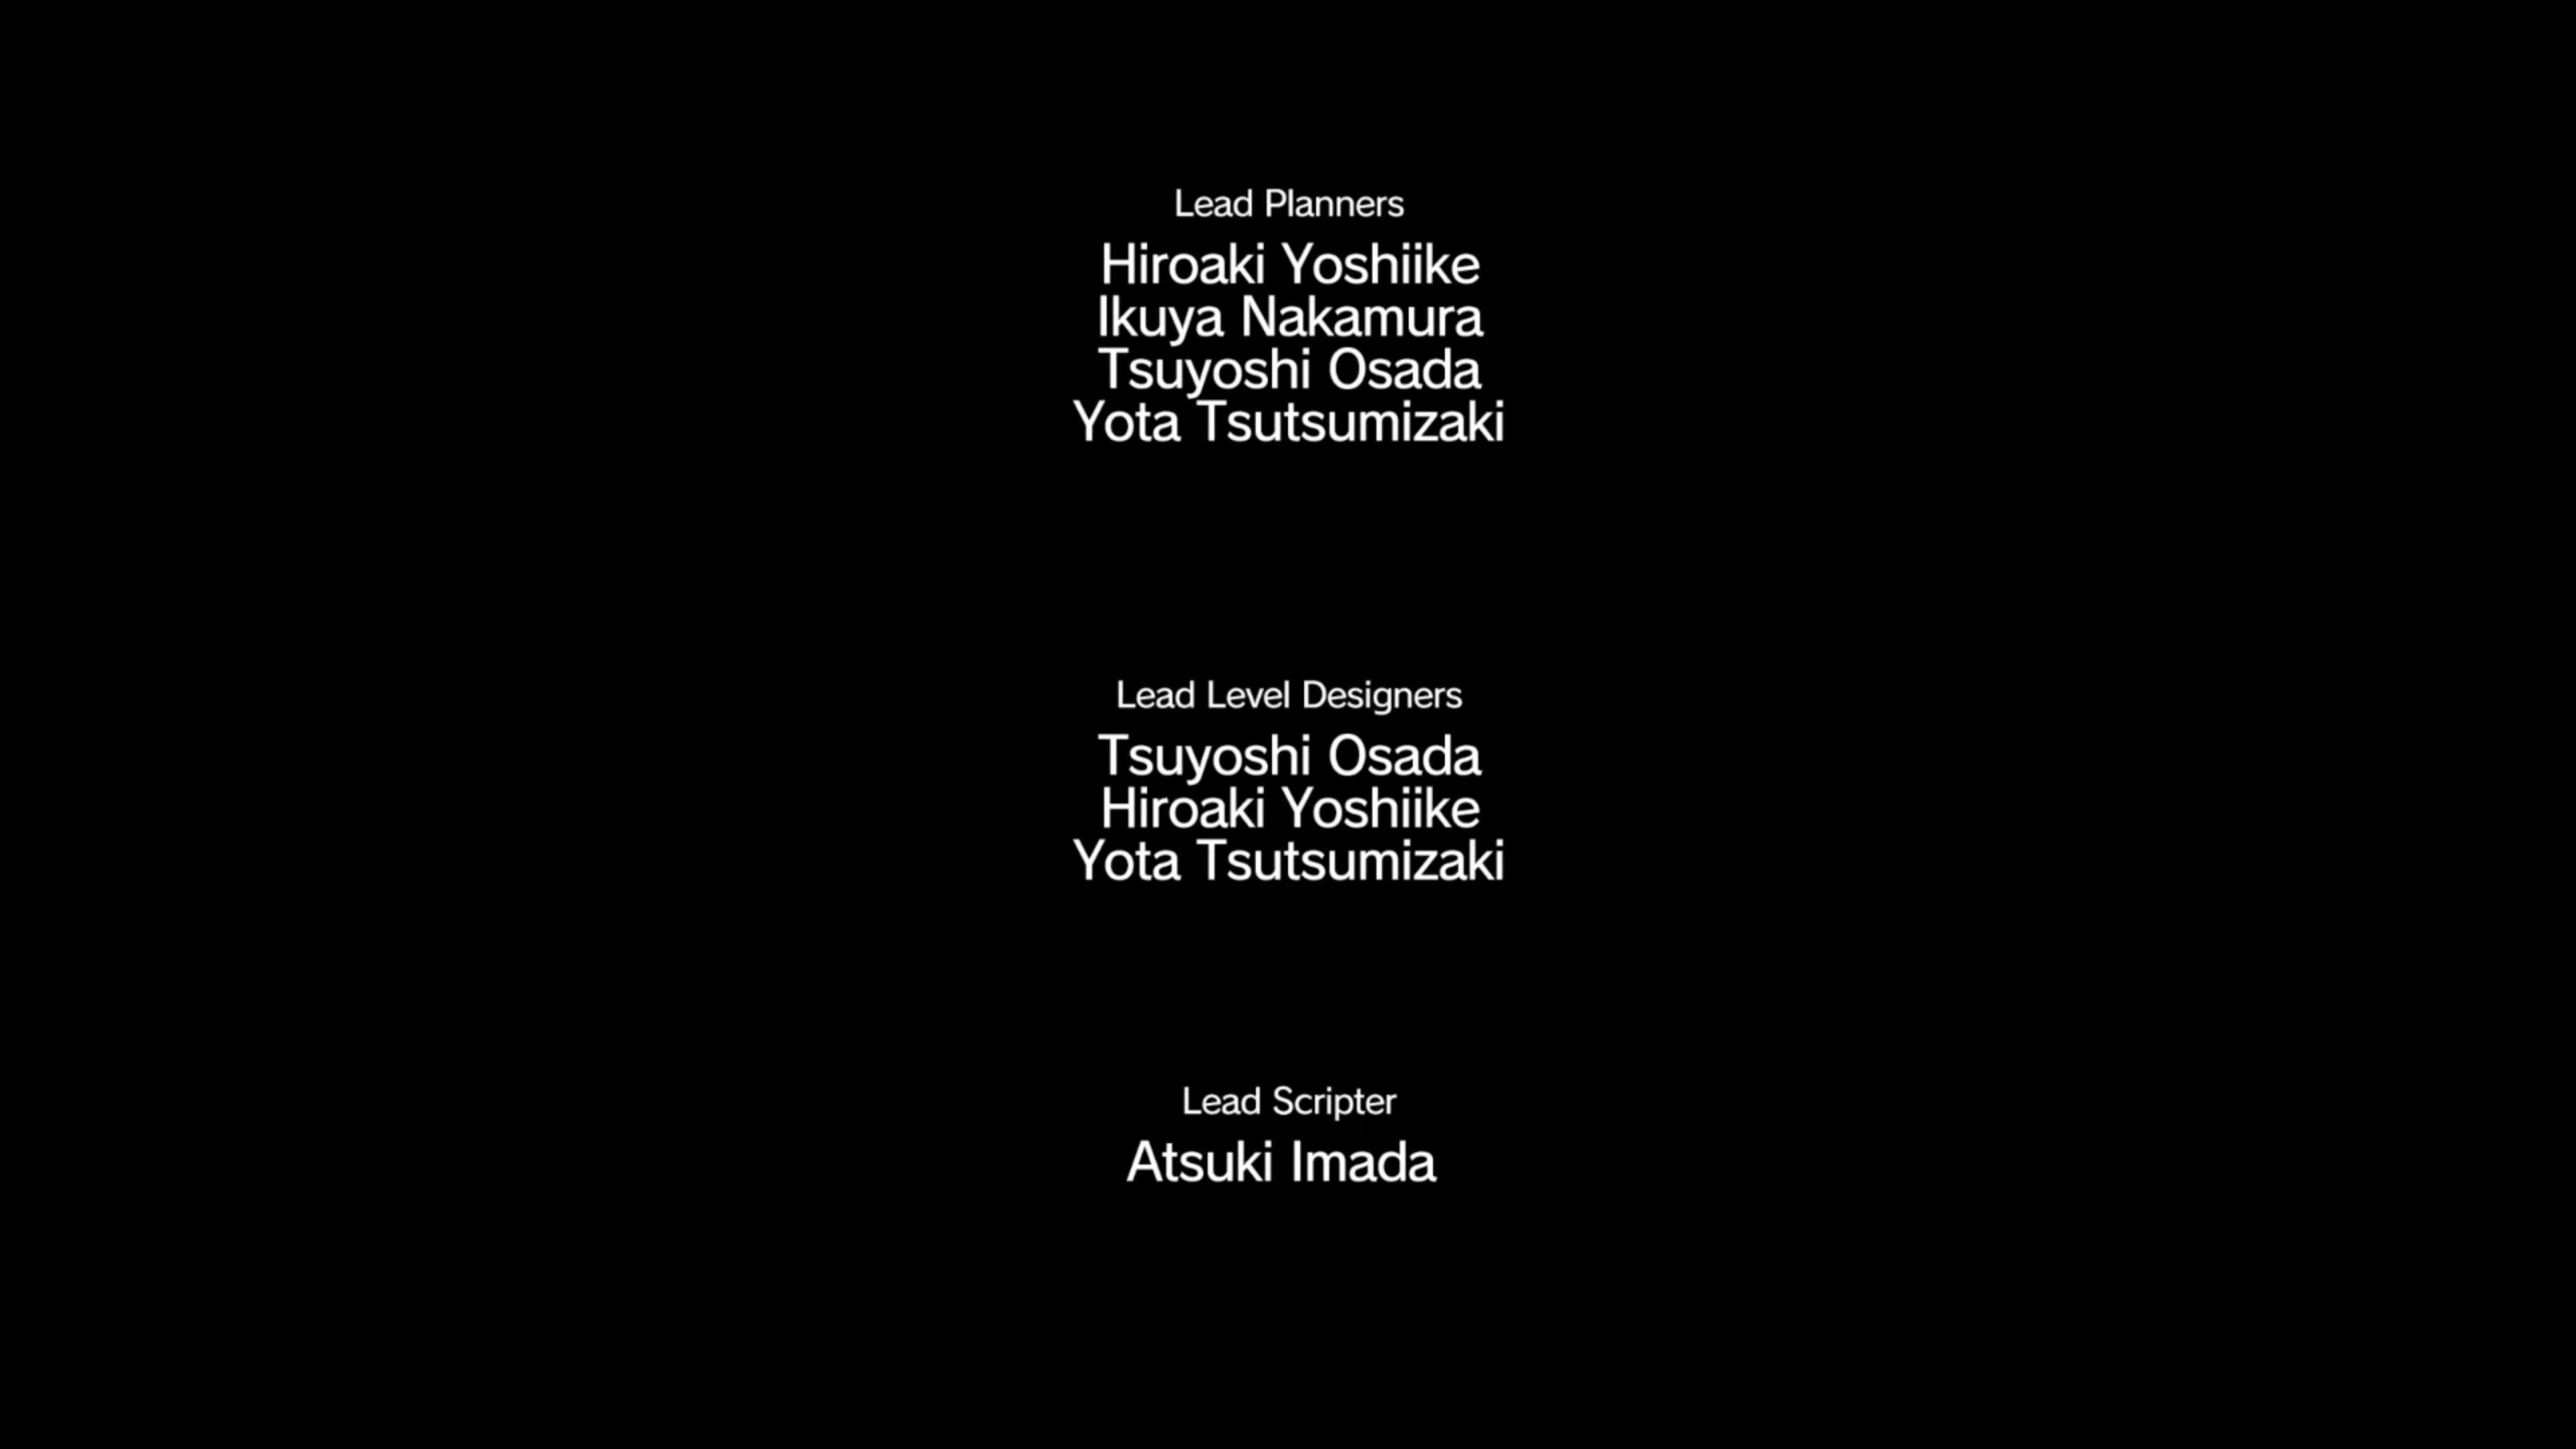 Lead Planners
Hiroaki Yoshiike
Ikuya Nakamura
Tsuyoshi Osada
Yota Tsutsumizaki
Lead Level Designers
Tsuyoshi Osada
Hiroaki Yoshiike
Yota Tsutsumizaki
Lead Scripter
Atsuki Imada